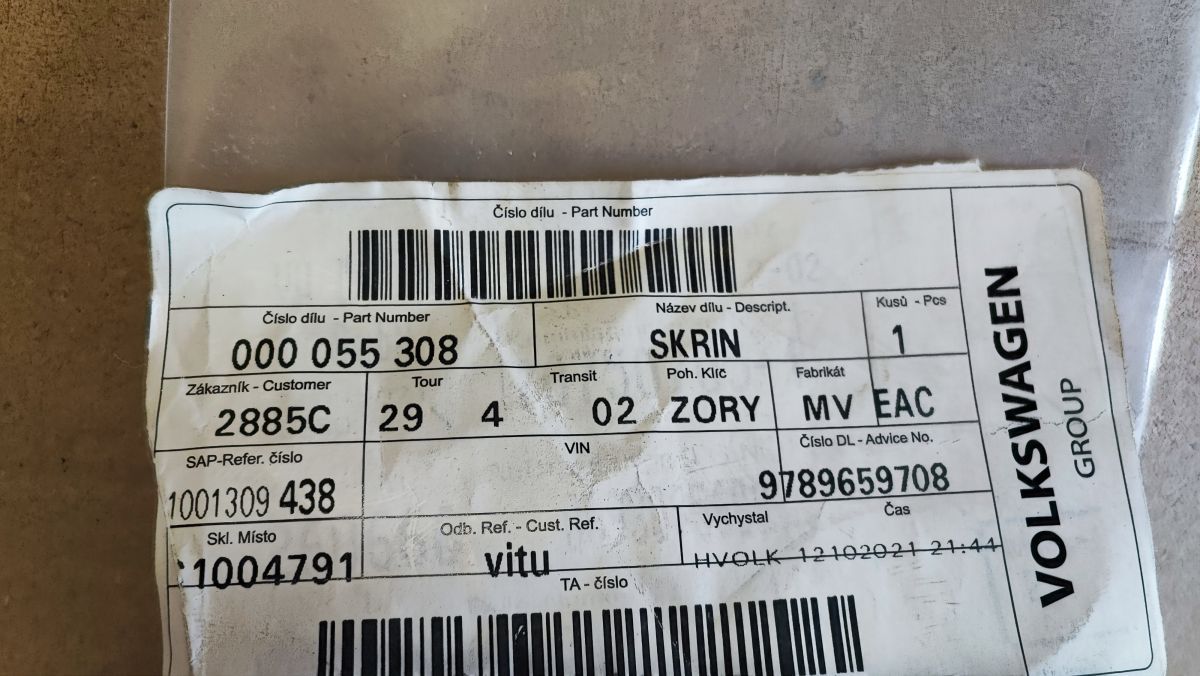 Číslo dílu - Part Number
Číslo dílu - Part Number
Název dílu - Descript.
Kusů - Pcs
000 055 308
SKRIN
1
Zákazník - Customer
Tour
Transit
Poh. Klíč
Fabrikát
2885C
29
4
02
ZORY
MV EAC
SAP-Refer. číslo
VIN
Číslo DL - Advice No.
1001309 438
9789659708
Skl. Místo
Odb. Ref. - Cust. Ref.
Vychystal
Čas
1004791
vitu
HVOLK 12102021 21:44
TA - číslo
VOLKSWAGEN
GROUP